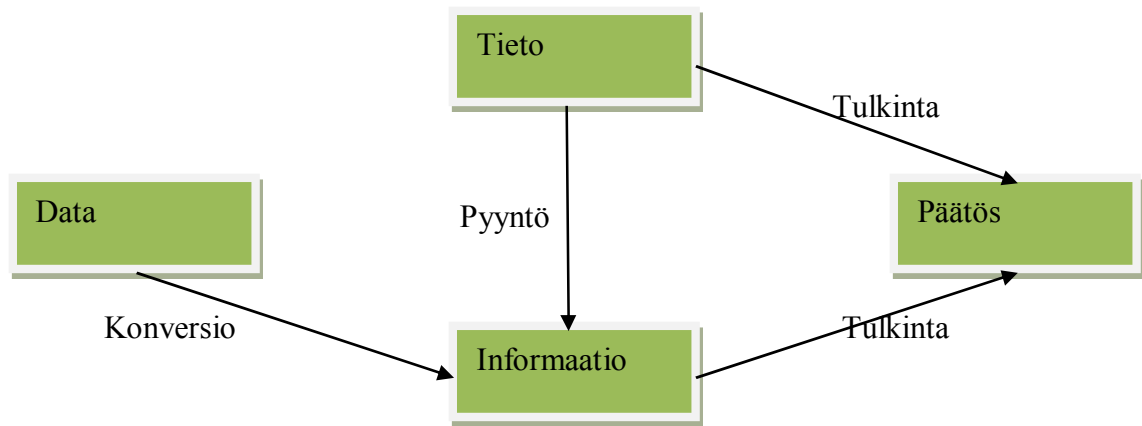 Tieto
Tulkinta
Data
Pyyntö
Päätös
Konversio
Informaatio
Tulkinta